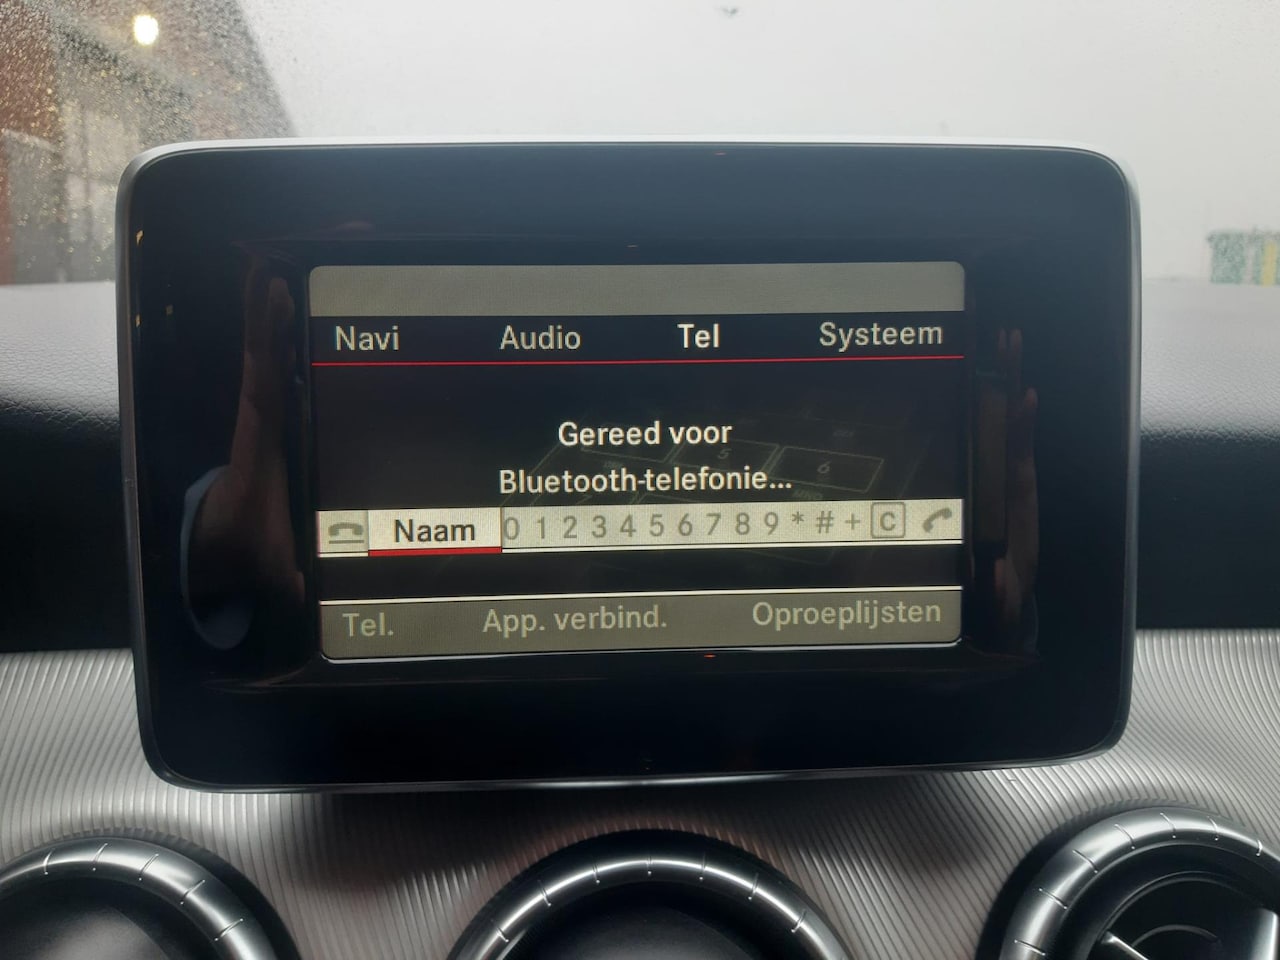 Navi Audio Tel Systeem
Gereed voor
Bluetooth-telefonie...
Naam 0 1 2 3 4 5 6 7 8 9 * # + C
Tel. App. verbind. Oproeplijsten